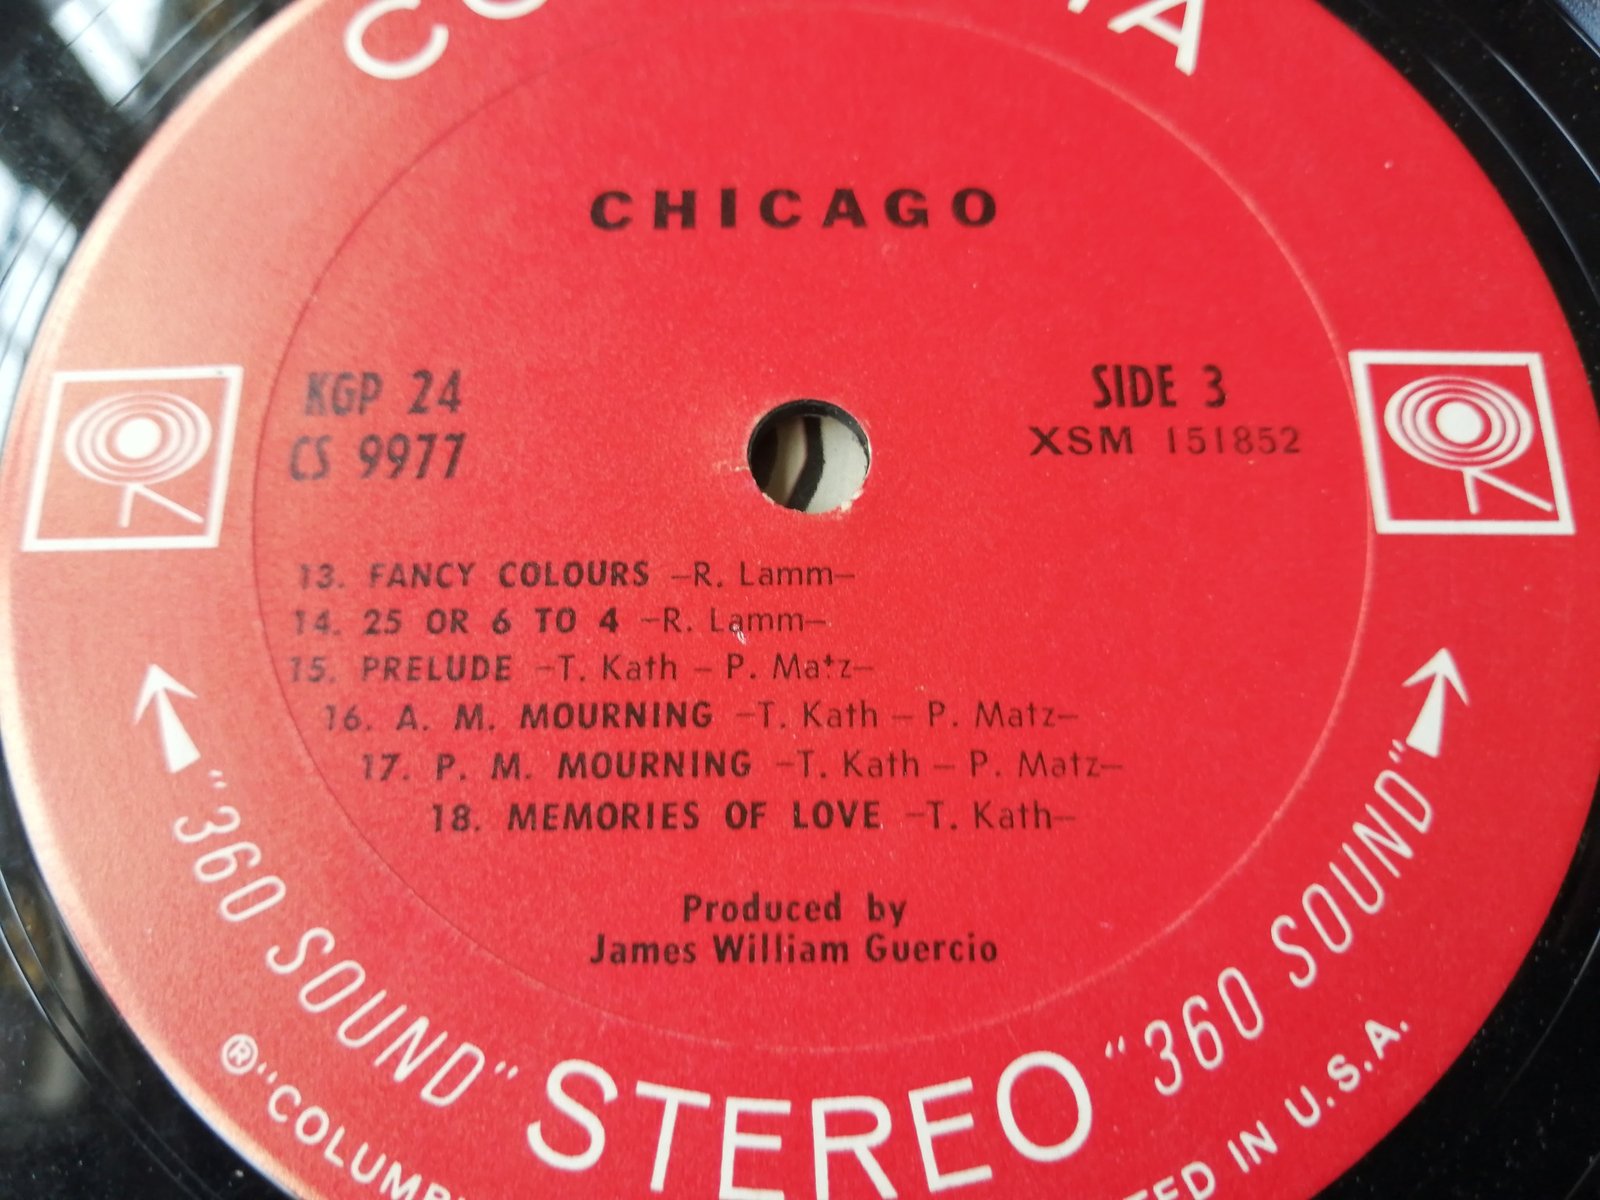 CHICAGO
KGP 24
CS 9977
SIDE 3
XSM 151852
13. FANCY COLOURS –R. Lamm–
14. 25 OR 6 TO 4 –R. Lamm–
15. PRELUDE –T. Kath – P. Matz–
16. A. M. MOURNING –T. Kath – P. Matz–
17. P. M. MOURNING –T. Kath – P. Matz–
18. MEMORIES OF LOVE –T. Kath–
Produced by
James William Guercio
"360 SOUND" STEREO "360 SOUND"
IN U.S.A.